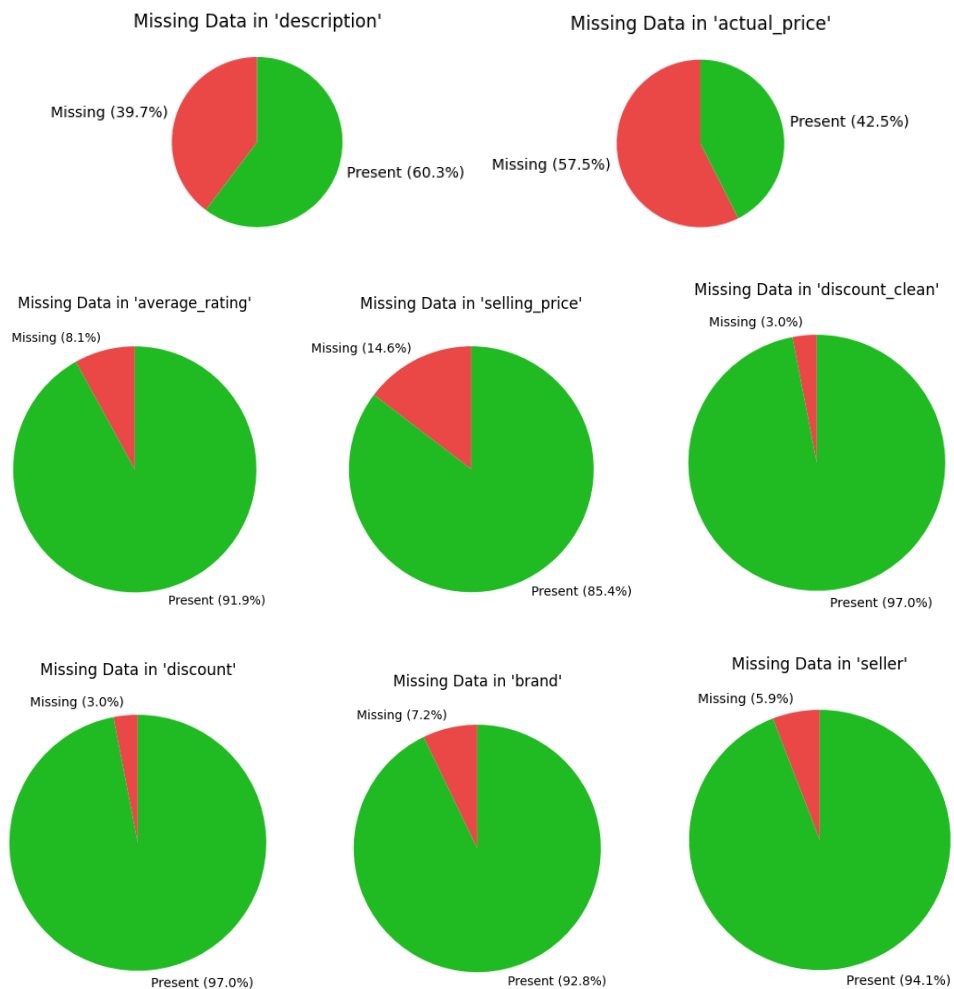 Missing Data in 'description'
Missing (39.7%)
Present (60.3%)
Missing Data in 'actual_price'
Present (42.5%)
Missing (57.5%)
Missing Data in 'average_rating'
Missing (8.1%)
Present (91.9%)
Missing Data in 'selling_price'
Missing (14.6%)
Present (85.4%)
Missing Data in 'discount_clean'
Missing (3.0%)
Present (97.0%)
Missing Data in 'discount'
Missing (3.0%)
Present (97.0%)
Missing Data in 'brand'
Missing (7.2%)
Present (92.8%)
Missing Data in 'seller'
Missing (5.9%)
Present (94.1%)